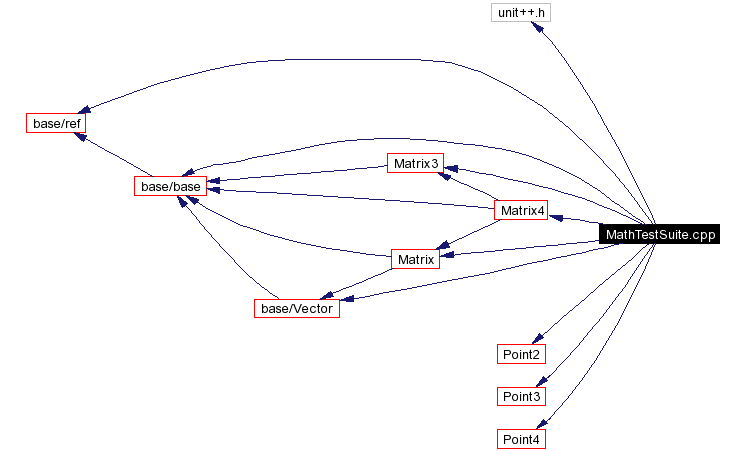 unit++.h
base/ref
Matrix3
base/base
Matrix4
MathTestSuite.cpp
Matrix
base/Vector
Point2
Point3
Point4